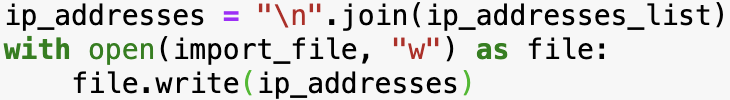 ip_addresses = "\n".join(ip_addresses_list)
with open(import_file, "w") as file:
    file.write(ip_addresses)